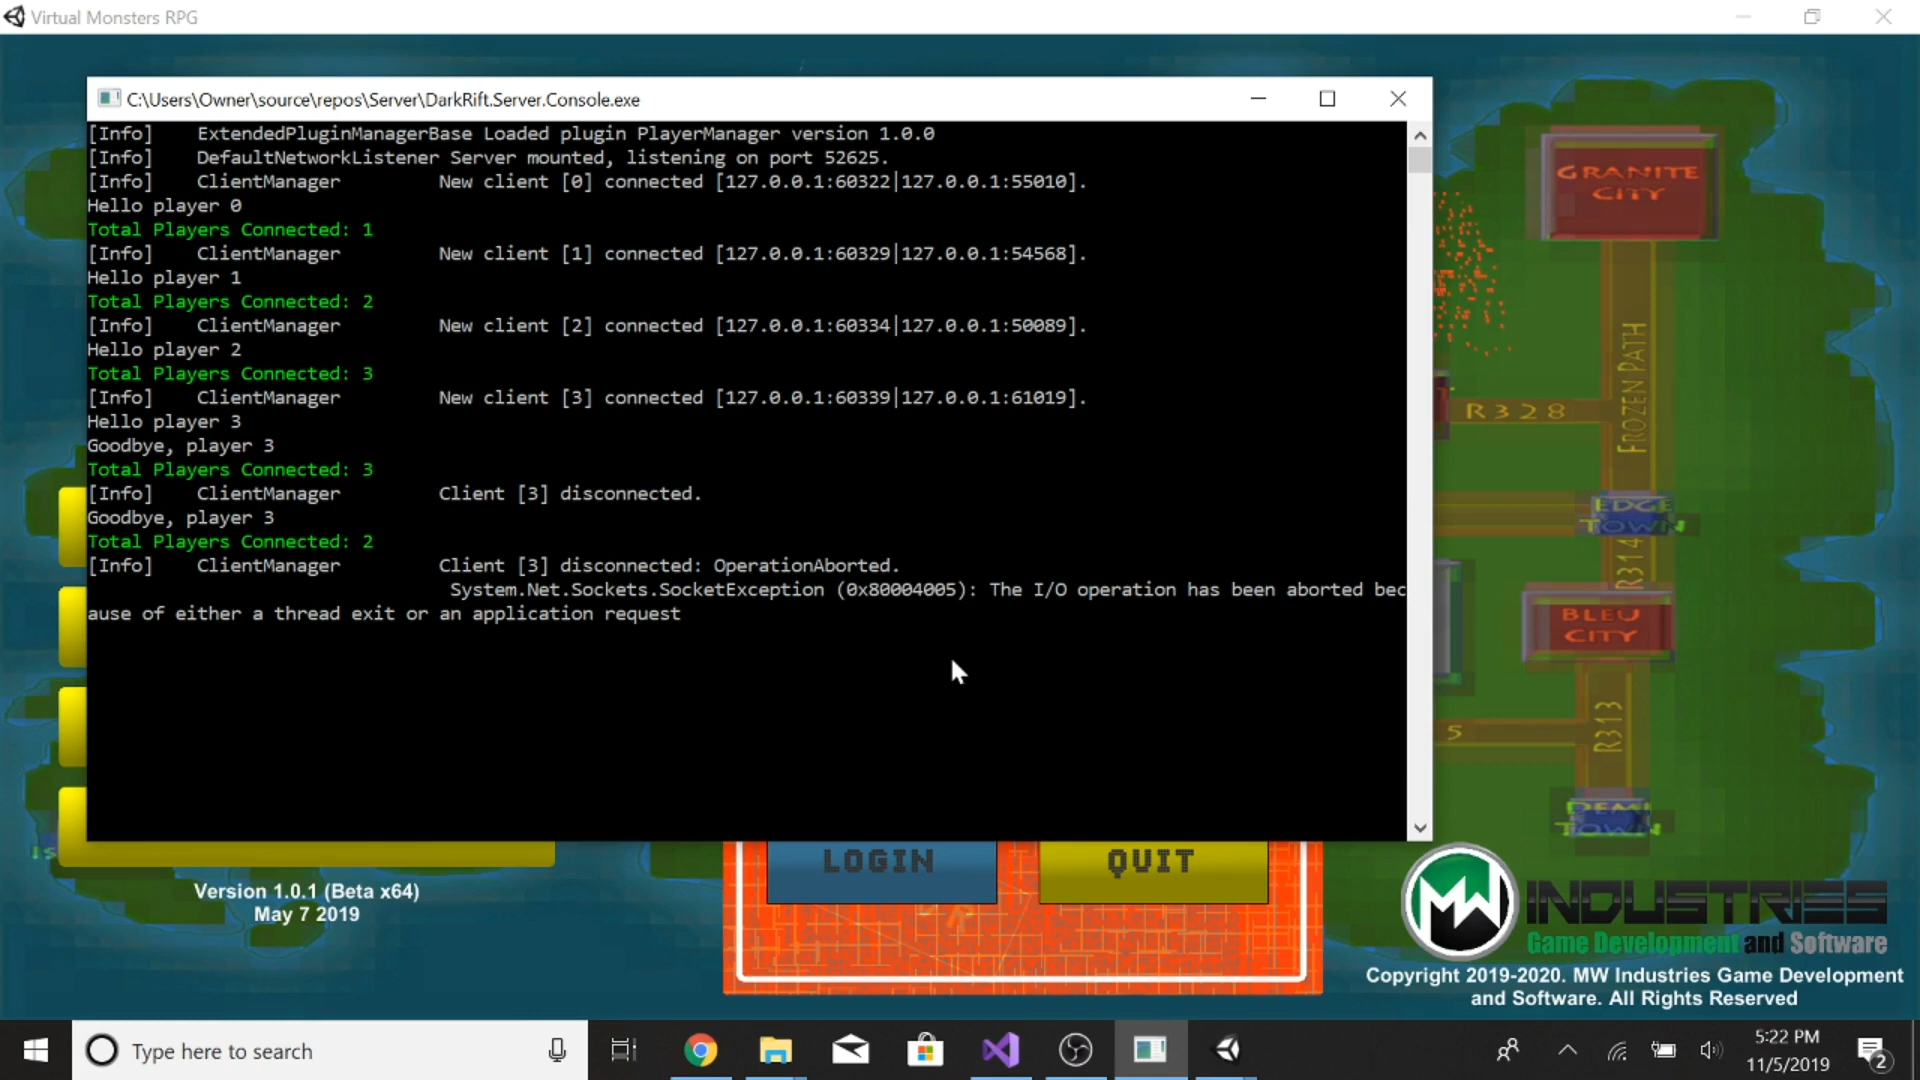 Virtual Monsters RPG
C:\Users\Owner\source\repos\Server\DarkRift.Server.Console.exe
[Info] ExtendedPluginManagerBase Loaded plugin PlayerManager version 1.0.0
[Info] DefaultNetworkListener Server mounted, listening on port 52625.
[Info] ClientManager New client [0] connected [127.0.0.1:60322|127.0.0.1:55010].
Hello player 0
Total Players Connected: 1
[Info] ClientManager New client [1] connected [127.0.0.1:60329|127.0.0.1:54568].
Hello player 1
Total Players Connected: 2
[Info] ClientManager New client [2] connected [127.0.0.1:60334|127.0.0.1:50089].
Hello player 2
Total Players Connected: 3
[Info] ClientManager New client [3] connected [127.0.0.1:60339|127.0.0.1:61019].
Hello player 3
Goodbye, player 3
Total Players Connected: 3
[Info] ClientManager Client [3] disconnected.
Goodbye, player 3
Total Players Connected: 2
[Info] ClientManager Client [3] disconnected: OperationAborted.
System.Net.Sockets.SocketException (0x80004005): The I/O operation has been aborted bec
ause of either a thread exit or an application request
GRANITE
CITY
FROZEN PATH
R328
EDGE
TOWN
R314
BLEU
CITY
R313
5
DEMI
TOWN
Is
LOGIN
QUIT
Version 1.0.1 (Beta x64)
May 7 2019
MW INDUSTRIES
Game Development and Software
Copyright 2019-2020. MW Industries Game Development
and Software. All Rights Reserved
Type here to search
5:22 PM
11/5/2019
2